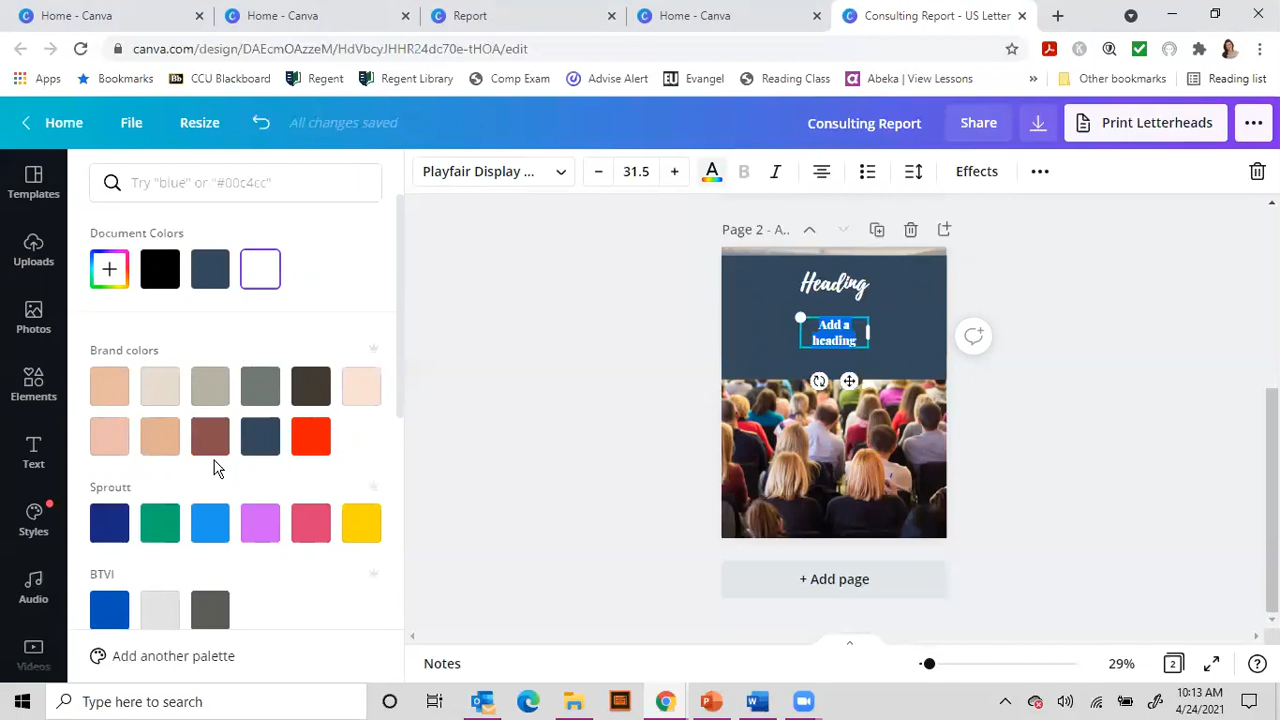 Home - Canva
Home - Canva
Report
Home - Canva
Consulting Report - US Letter
canva.com/design/DAEcmOAzzeM/HdVbcyJHHR24dc70e-tHOA/edit
Apps
Bookmarks
Bb CCU Blackboard
Regent
Regent Library
Comp Exam
Advise Alert
Evangel
Reading Class
a Abeka | View Lessons
»
Other bookmarks
Reading list
Home
File
Resize
All changes saved
Consulting Report
Share
Print Letterheads
Templates
Uploads
Photos
Elements
Text
Styles
Audio
Videos
Try "blue" or "#00c4cc"
Document Colors
Brand colors
Sproutt
BTVI
Add another palette
Playfair Display ...
– 31.5 +
A
B
I
Effects
Page 2 - A..
Heading
Add a
heading
+ Add page
Notes
29%
2
Type here to search
10:13 AM
4/24/2021